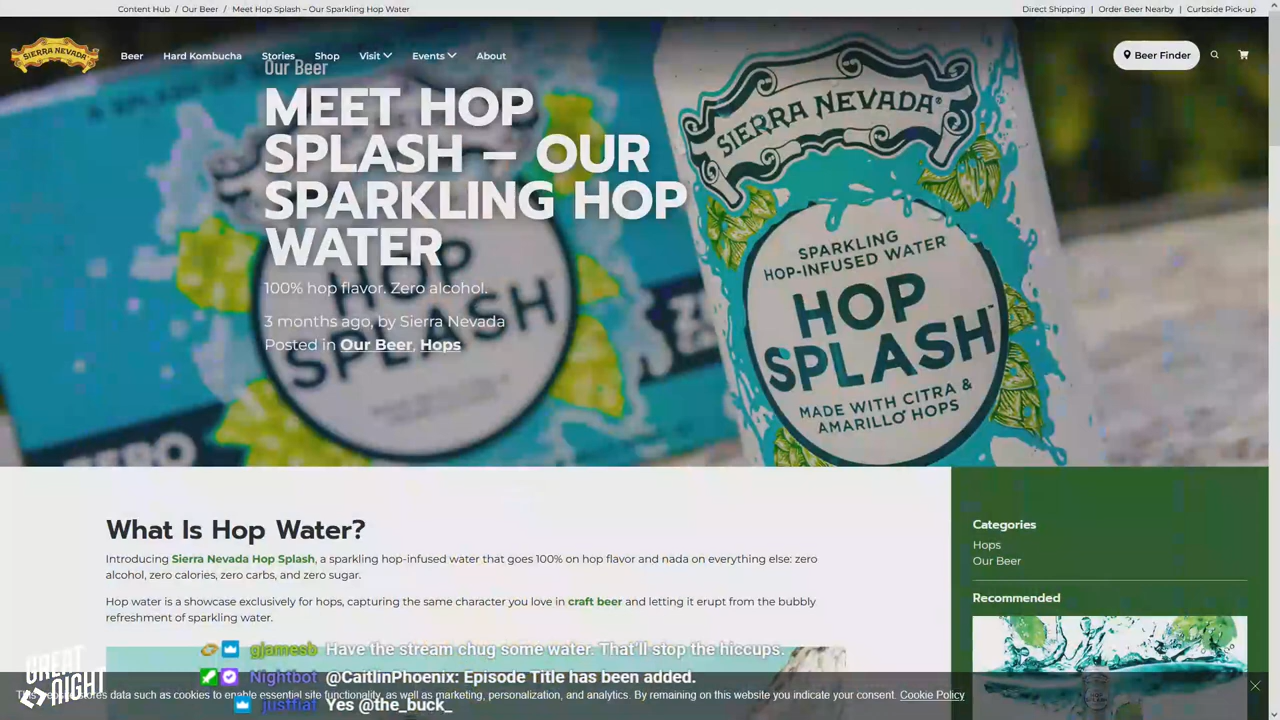 Content Hub / Our Beer / Meet Hop Splash – Our Sparkling Hop Water
Direct Shipping | Order Beer Nearby | Curbside Pick-up
SIERRA NEVADA
Beer Hard Kombucha Stories Shop Visit Events About
Beer Finder
Our Beer
MEET HOP
SPLASH – OUR
SPARKLING HOP
WATER
100% hop flavor. Zero alcohol.
3 months ago, by Sierra Nevada
Posted in Our Beer, Hops
HOP
SPLASH
ZERO
SIERRA NEVADA®
SPARKLING
HOP-INFUSED WATER
HOP
SPLASH™
MADE WITH CITRA &
AMARILLO® HOPS
What Is Hop Water?
Introducing Sierra Nevada Hop Splash, a sparkling hop-infused water that goes 100% on hop flavor and nada on everything else: zero
alcohol, zero calories, zero carbs, and zero sugar.
Hop water is a showcase exclusively for hops, capturing the same character you love in craft beer and letting it erupt from the bubbly
refreshment of sparkling water.
Categories
Hops
Our Beer
Recommended
gjamesb Have the stream chug some water. That'll stop the hiccups.
Nightbot @CaitlinPhoenix: Episode Title has been added.
justflaf Yes @the_buck_
stores data such as cookies to enable essential site functionality, as well as marketing, personalization, and analytics. By remaining on this website you indicate your consent. Cookie Policy
GREAT
NIGHT